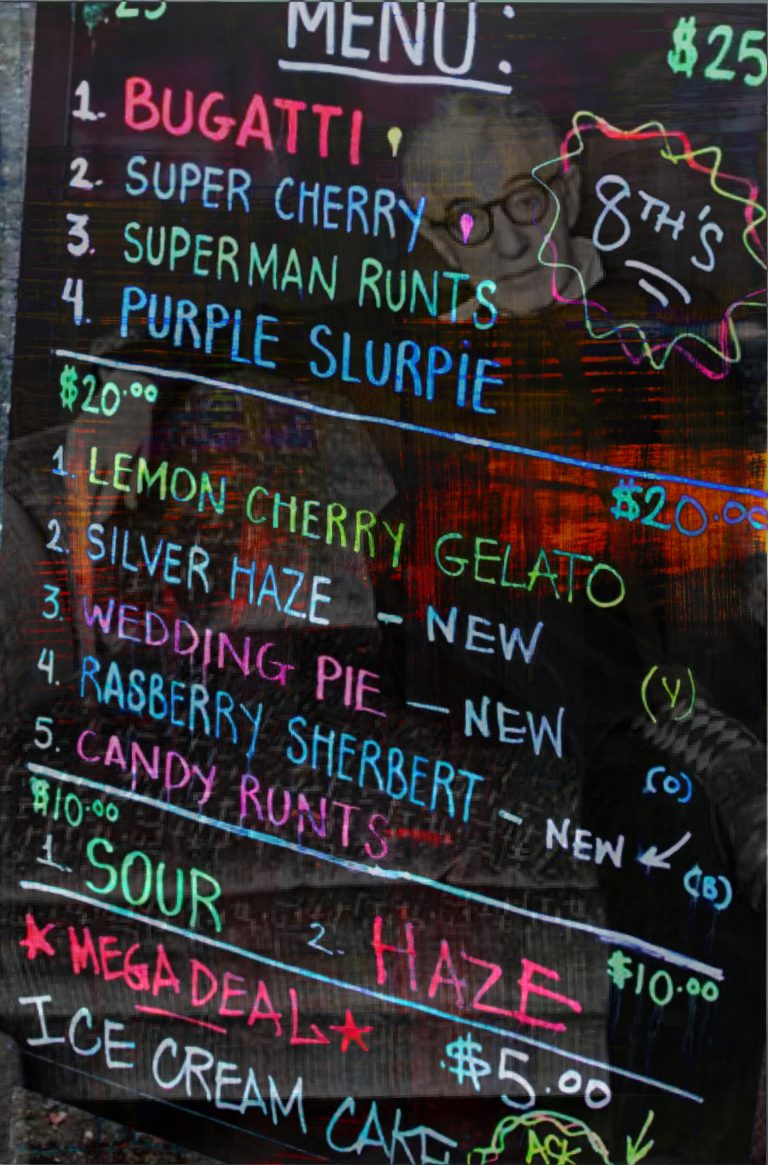 25
MENU:
$25
1. BUGATTI
2. SUPER CHERRY
3. SUPERMAN RUNTS
4. PURPLE SLURPIE
8TH'S
$20.00
$20.00
1. LEMON CHERRY GELATO
2. SILVER HAZE - NEW
3. WEDDING PIE - NEW
4. RASBERRY SHERBERT - NEW
5. CANDY RUNTS
(Y)
(O)
(B)
$10.00
$10.00
1. SOUR
2. HAZE
MEGA DEAL
$5.00
ICE CREAM CAKE
ACK